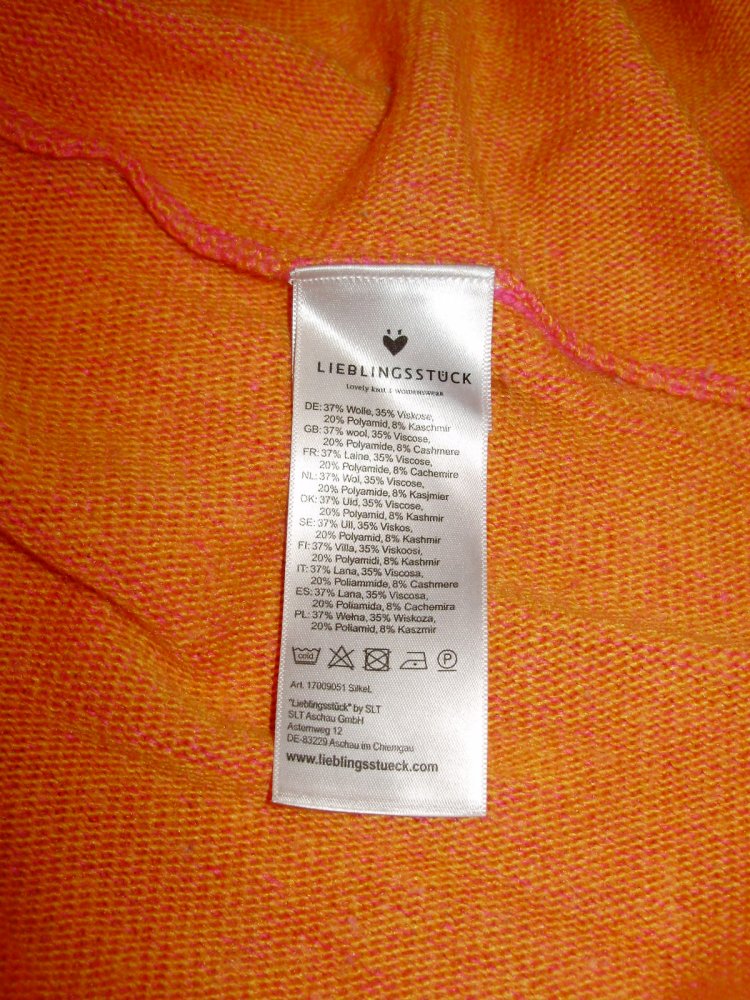 LIEBLINGSSTÜCK
Lovely knit & WOMENSWEAR
DE: 37% Wolle, 35% Viskose,
20% Polyamid, 8% Kaschmir
GB: 37% wool, 35% Viscose,
20% Polyamide, 8% Cashmere
FR: 37% Laine, 35% Viscose,
20% Polyamide, 8% Cachemire
NL: 37% Wol, 35% Viscose,
20% Polyamide, 8% Kasjmier
DK: 37% Uld, 35% Viscose,
20% Polyamid, 8% Kashmir
SE: 37% Ull, 35% Viskos,
20% Polyamid, 8% Kashmir
FI: 37% Villa, 35% Viskoosi,
20% Polyamidi, 8% Kashmir
IT: 37% Lana, 35% Viscosa,
20% Poliammide, 8% Cashmere
ES: 37% Lana, 35% Viscosa,
20% Poliamida, 8% Cachemira
PL: 37% Wełna, 35% Wiskoza,
20% Poliamid, 8% Kaszmir
cold P
Art. 17009051 SilkeL
"Lieblingsstück" by SLT
SLT Aschau GmbH
Asternweg 12
DE-83229 Aschau im Chiemgau
www.lieblingsstueck.com